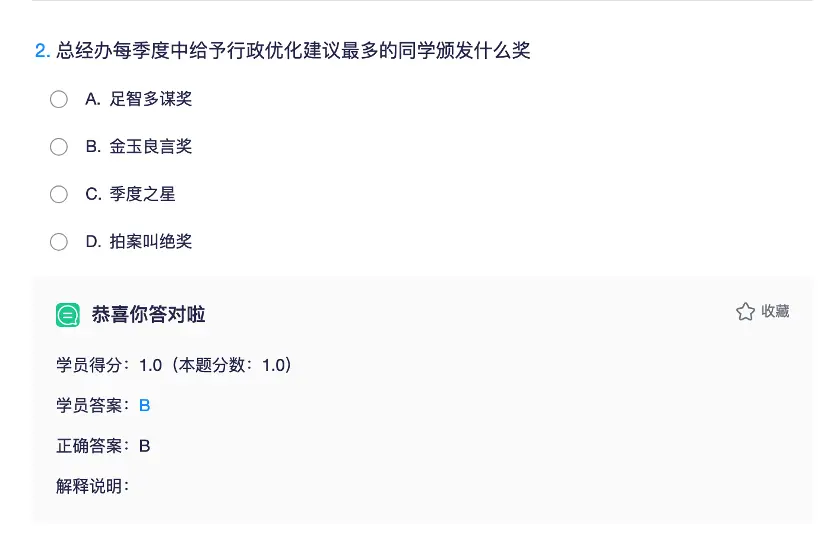 2. 总经办每季度中给予行政优化建议最多的同学颁发什么奖
A. 足智多谋奖
B. 金玉良言奖
C. 季度之星
D. 拍案叫绝奖
恭喜你答对啦
收藏
学员得分：1.0（本题分数：1.0）
学员答案：B
正确答案：B
解释说明：